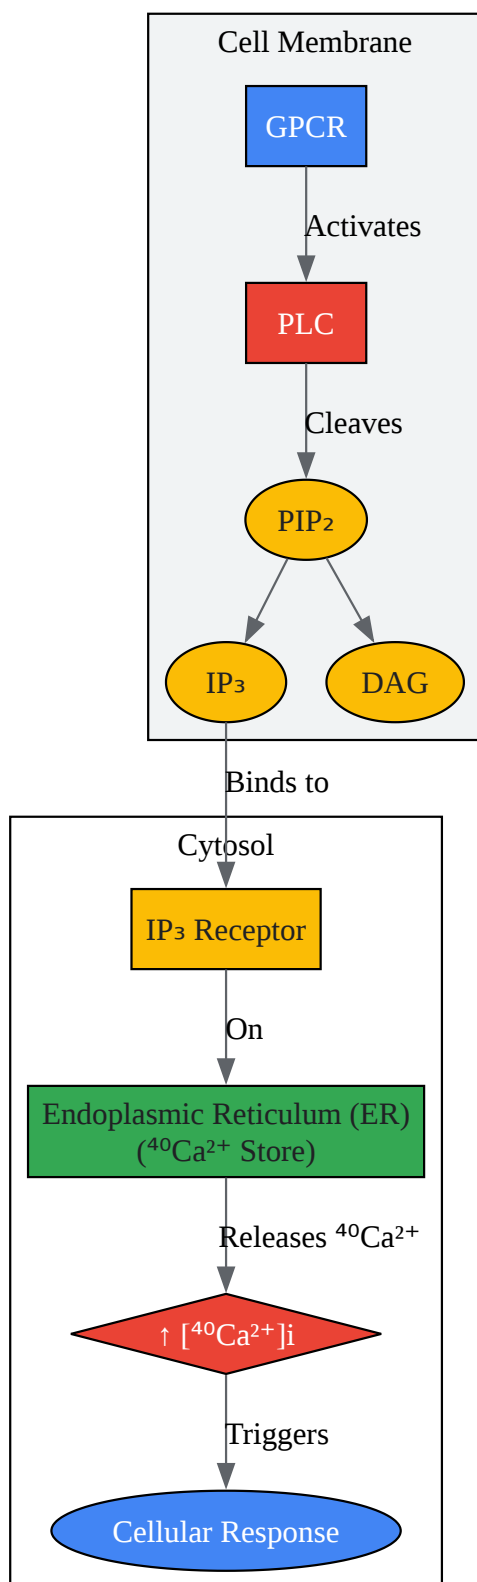 Cell Membrane
GPCR
Activates
PLC
Cleaves
PIP₂
IP₃
DAG
Binds to
Cytosol
IP₃ Receptor
On
Endoplasmic Reticulum (ER)
(⁴⁰Ca²⁺ Store)
Releases ⁴⁰Ca²⁺
↑ [⁴⁰Ca²⁺]i
Triggers
Cellular Response